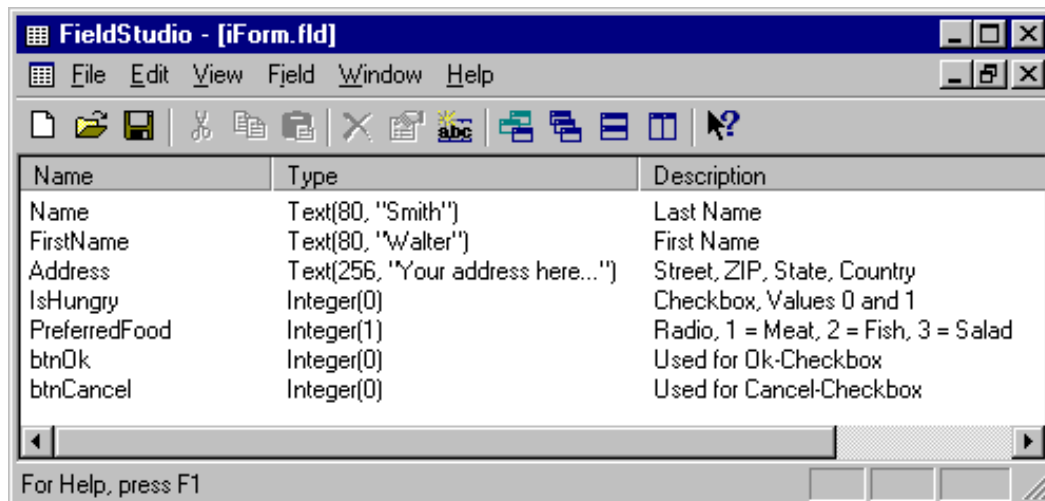 FieldStudio - [iForm.fld]
File Edit View Field Window Help
abc ?
Name Type Description
Name Text(80, "Smith") Last Name
FirstName Text(80, "Walter") First Name
Address Text(256, "Your address here...") Street, ZIP, State, Country
IsHungry Integer(0) Checkbox, Values 0 and 1
PreferredFood Integer(1) Radio, 1 = Meat, 2 = Fish, 3 = Salad
btnOk Integer(0) Used for Ok-Checkbox
btnCancel Integer(0) Used for Cancel-Checkbox
For Help, press F1